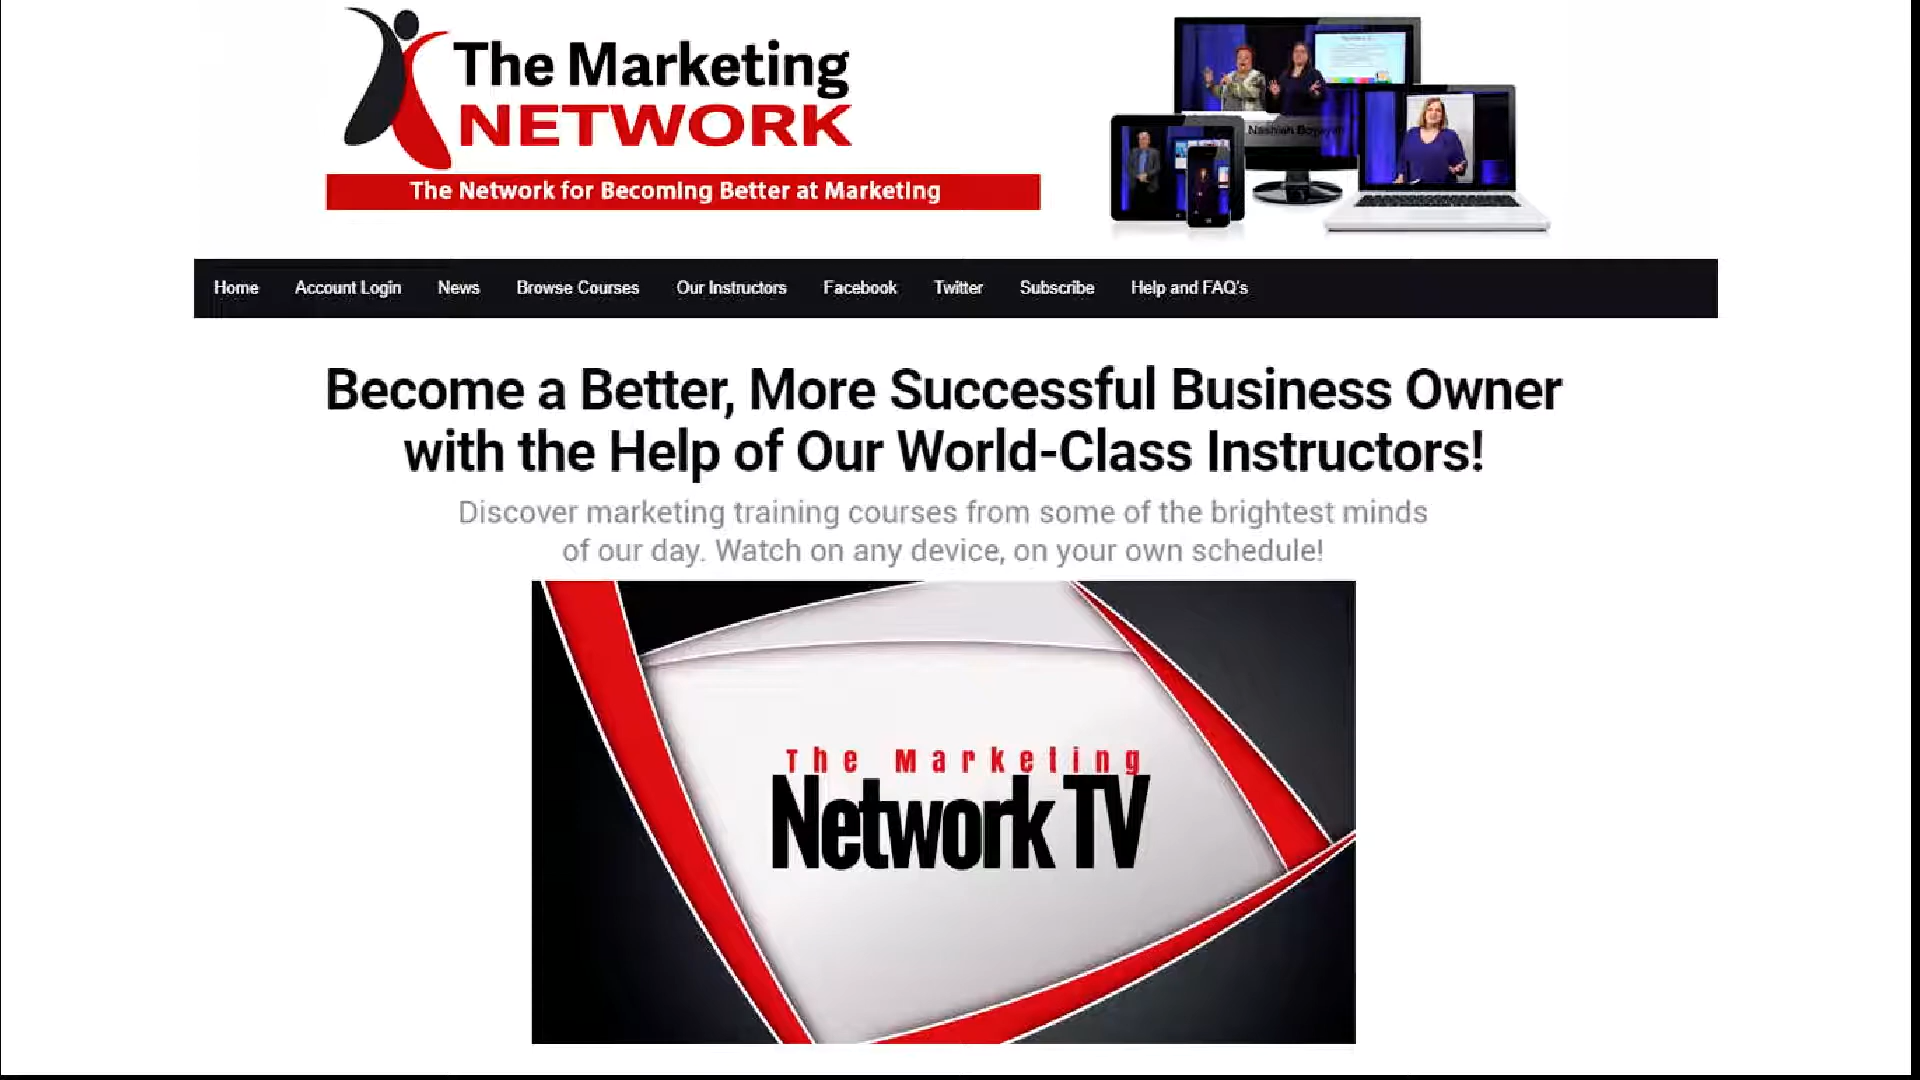 The Marketing
NETWORK
The Network for Becoming Better at Marketing
Home Account Login News Browse Courses Our Instructors Facebook Twitter Subscribe Help and FAQ's
Become a Better, More Successful Business Owner
with the Help of Our World-Class Instructors!
Discover marketing training courses from some of the brightest minds
of our day. Watch on any device, on your own schedule!
The Marketing
Network TV